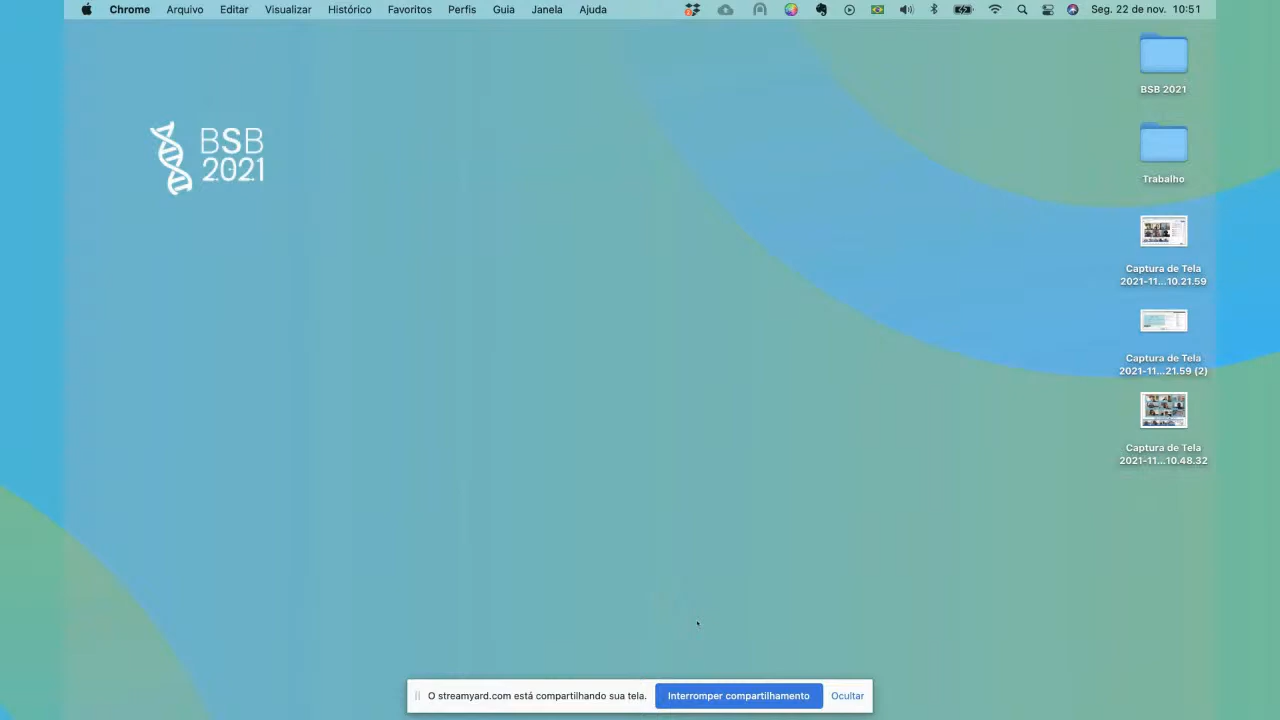 Chrome Arquivo Editar Visualizar Histórico Favoritos Perfis Guia Janela Ajuda Seg. 22 de nov. 10:51
BSB 2021
Trabalho
Captura de Tela
2021-11...10.21.59
Captura de Tela
2021-11...21.59 (2)
Captura de Tela
2021-11...10.48.32
BSB
2021
O streamyard.com está compartilhando sua tela. Interromper compartilhamento Ocultar